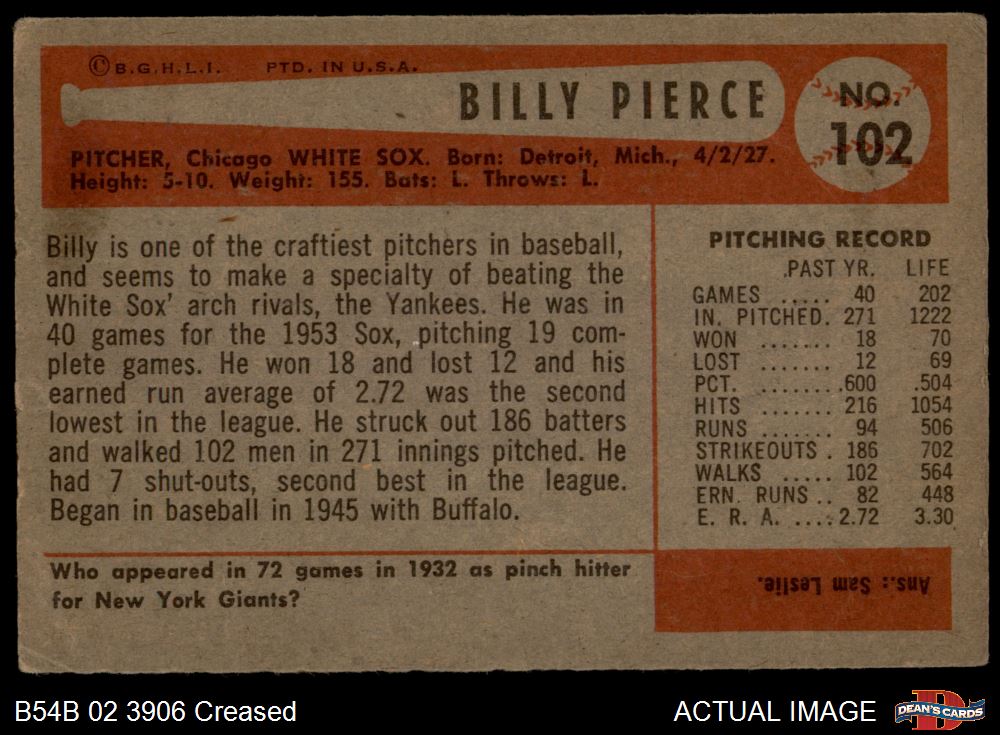 © B.G.H.L.I. PTD. IN U.S.A.
BILLY PIERCE
NO.
102
PITCHER, Chicago WHITE SOX. Born: Detroit, Mich., 4/2/27.
Height: 5-10. Weight: 155. Bats: L. Throws: L.
Billy is one of the craftiest pitchers in baseball,
and seems to make a specialty of beating the
White Sox' arch rivals, the Yankees. He was in
40 games for the 1953 Sox, pitching 19 com-
plete games. He won 18 and lost 12 and his
earned run average of 2.72 was the second
lowest in the league. He struck out 186 batters
and walked 102 men in 271 innings pitched. He
had 7 shut-outs, second best in the league.
Began in baseball in 1945 with Buffalo.
PITCHING RECORD
PAST YR. LIFE
GAMES ..... 40 202
IN. PITCHED. 271 1222
WON ....... 18 70
LOST ....... 12 69
PCT. ........ .600 .504
HITS ....... 216 1054
RUNS ....... 94 506
STRIKEOUTS . 186 702
WALKS ..... 102 564
ERN. RUNS .. 82 448
E. R. A. .... 2.72 3.30
Who appeared in 72 games in 1932 as pinch hitter
for New York Giants?
Ans.: Sam Leslie.
B54B 02 3906 Creased
ACTUAL IMAGE
DEAN'S CARDS